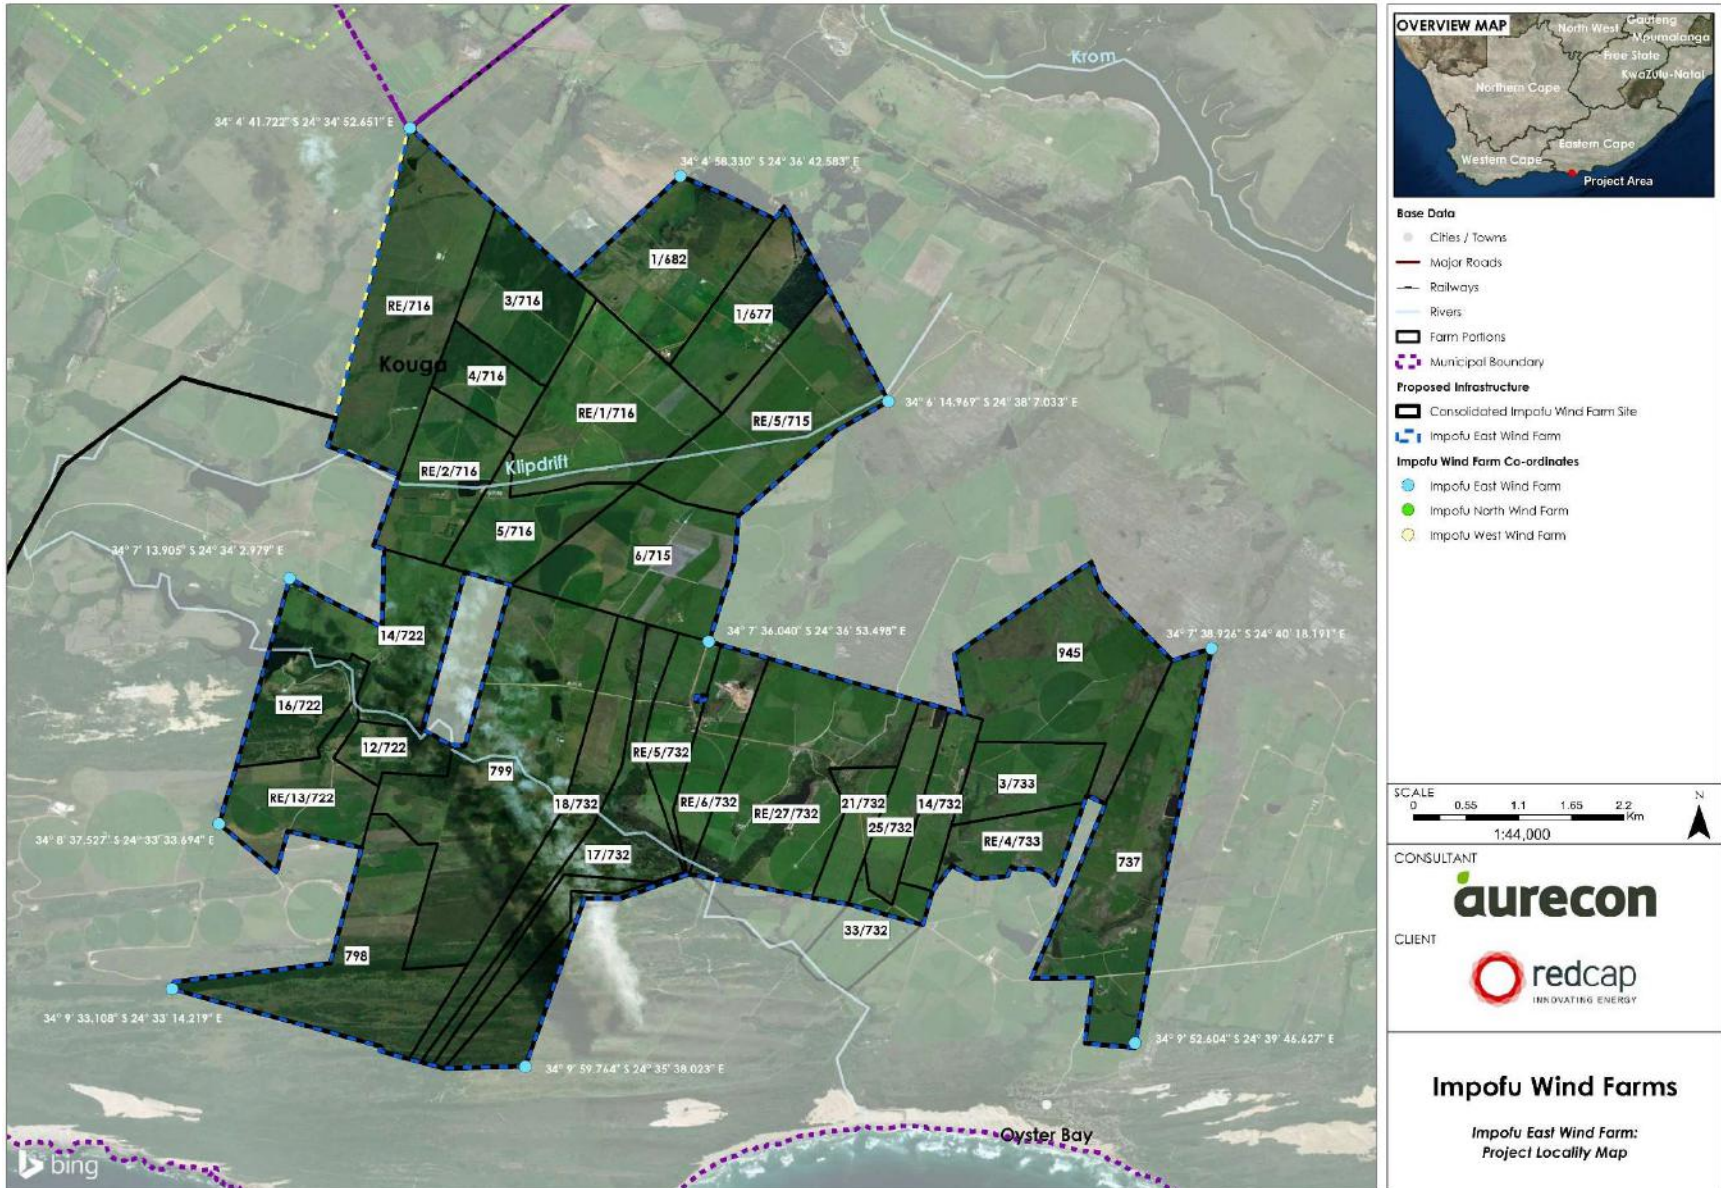 Krom
34° 4' 41.722" S 24° 34' 52.651" E
34° 4' 58.330" S 24° 36' 42.583" E
1/682
RE/716
3/716
1/677
Kouga
4/716
34° 6' 14.969" S 24° 38' 7.033" E
RE/1/716
RE/5/715
Klipdrift
RE/2/716
5/716
6/715
34° 7' 13.905" S 24° 34' 2.979" E
14/722
34° 7' 36.040" S 24° 36' 53.498" E
34° 7' 38.926" S 24° 40' 18.191" E
945
16/722
12/722
RE/5/732
799
3/733
RE/13/722
18/732
RE/6/732
RE/27/732
21/732
14/732
25/732
34° 8' 37.527" S 24° 33' 33.694" E
RE/4/733
17/732
737
33/732
798
34° 9' 33.108" S 24° 33' 14.219" E
34° 9' 52.604" S 24° 39' 46.627" E
34° 9' 59.764" S 24° 35' 38.023" E
Oyster Bay
bing
OVERVIEW MAP
North West
Gauteng
Mpumalanga
Free State
KwaZulu-Natal
Northern Cape
Eastern Cape
Western Cape
Project Area
Base Data
Cities / Towns
Major Roads
Railways
Rivers
Farm Portions
Municipal Boundary
Proposed Infrastructure
Consolidated Impofu Wind Farm Site
Impofu East Wind Farm
Impofu Wind Farm Co-ordinates
Impofu East Wind Farm
Impofu North Wind Farm
Impofu West Wind Farm
SCALE
N
0 0.55 1.1 1.65 2.2
Km
1:44,000
CONSULTANT
aurecon
CLIENT
redcap
INNOVATING ENERGY
Impofu Wind Farms
Impofu East Wind Farm:
Project Locality Map